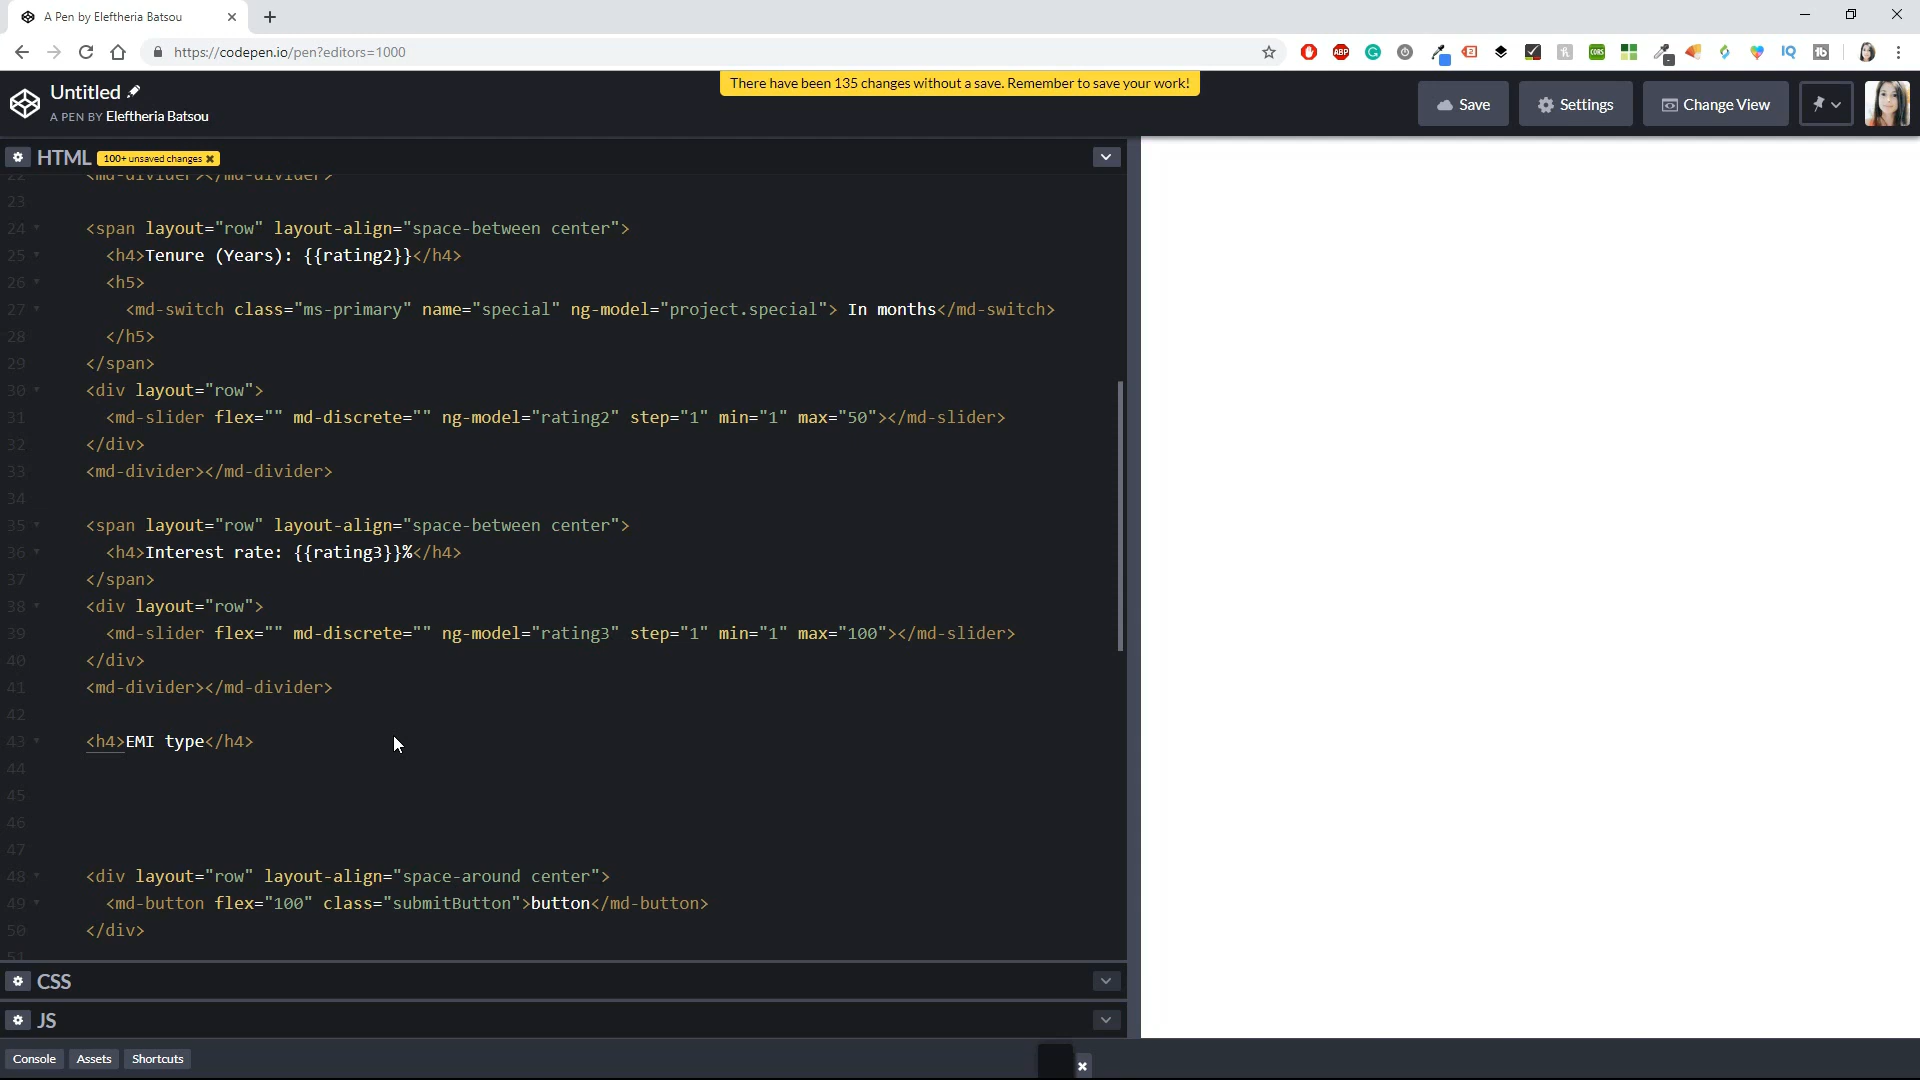 A Pen by Eleftheria Batsou
https://codepen.io/pen?editors=1000
There have been 135 changes without a save. Remember to save your work!
Untitled
A PEN BY Eleftheria Batsou
Save
Settings
Change View
HTML
100+ unsaved changes
22 <md-divider></md-divider>
23
24 <span layout="row" layout-align="space-between center">
25 <h4>Tenure (Years): {{rating2}}</h4>
26 <h5>
27 <md-switch class="ms-primary" name="special" ng-model="project.special"> In months</md-switch>
28 </h5>
29 </span>
30 <div layout="row">
31 <md-slider flex="" md-discrete="" ng-model="rating2" step="1" min="1" max="50"></md-slider>
32 </div>
33 <md-divider></md-divider>
34
35 <span layout="row" layout-align="space-between center">
36 <h4>Interest rate: {{rating3}}%</h4>
37 </span>
38 <div layout="row">
39 <md-slider flex="" md-discrete="" ng-model="rating3" step="1" min="1" max="100"></md-slider>
40 </div>
41 <md-divider></md-divider>
42
43 <h4>EMI type</h4>
44
45
46
47
48 <div layout="row" layout-align="space-around center">
49 <md-button flex="100" class="submitButton">button</md-button>
50 </div>
51
CSS
JS
Console
Assets
Shortcuts